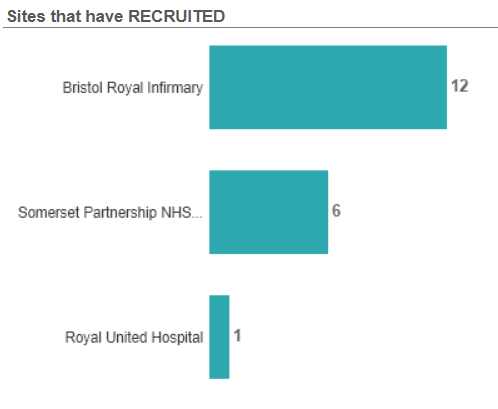 Sites that have RECRUITED
Bristol Royal Infirmary 12
Somerset Partnership NHS... 6
Royal United Hospital 1